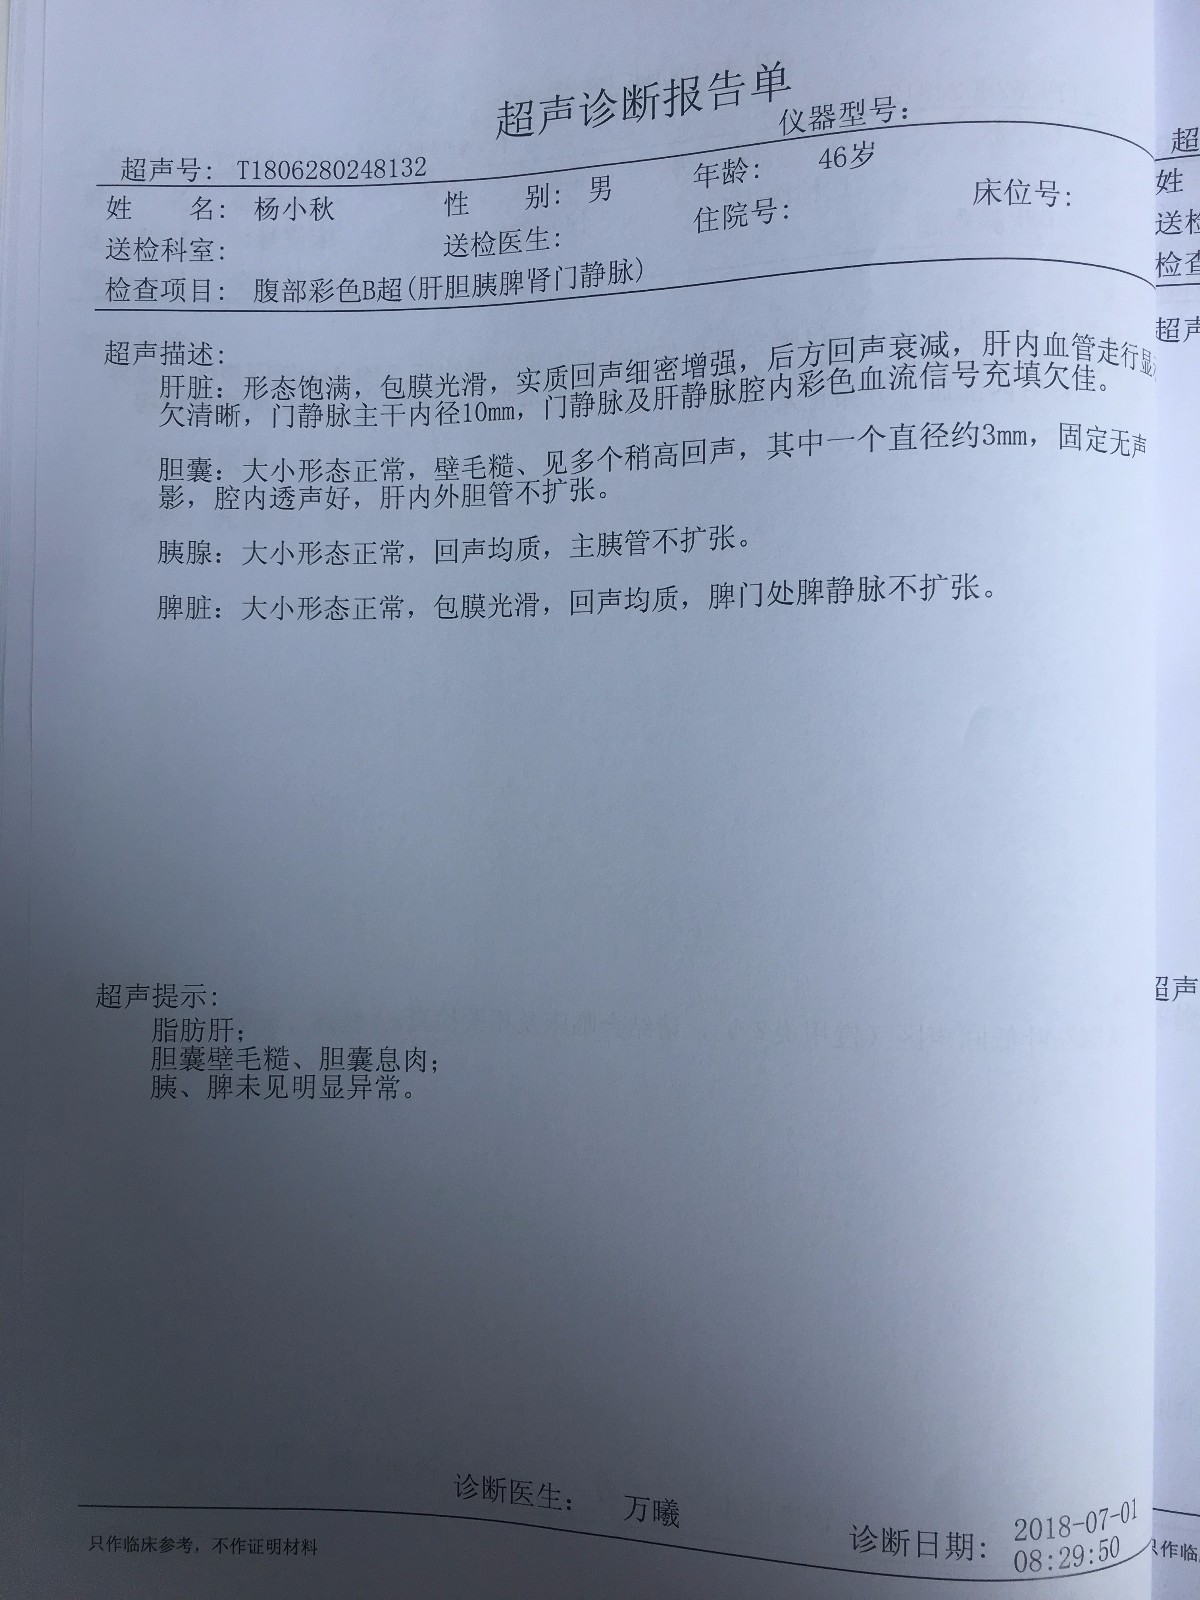 超声诊断报告单
仪器型号:
超声号: T1806280248132
姓 名: 杨小秋 性 别: 男 年龄: 46岁 床位号:
送检科室: 送检医生: 住院号:
检查项目: 腹部彩色B超(肝胆胰脾肾门静脉)
超声描述:
肝脏: 形态饱满, 包膜光滑, 实质回声细密增强, 后方回声衰减, 肝内血管走行显
欠清晰, 门静脉主干内径10mm, 门静脉及肝静脉腔内彩色血流信号充填欠佳。
胆囊: 大小形态正常, 壁毛糙、见多个稍高回声, 其中一个直径约3mm, 固定无声
影, 腔内透声好, 肝内外胆管不扩张。
胰腺: 大小形态正常, 回声均质, 主胰管不扩张。
脾脏: 大小形态正常, 包膜光滑, 回声均质, 脾门处脾静脉不扩张。
超声提示:
脂肪肝;
胆囊壁毛糙、胆囊息肉;
胰、脾未见明显异常。
诊断医生: 万曦
诊断日期: 2018-07-01
08:29:50
只作临床参考, 不作证明材料
超
姓
送检
检查
超声
超声
只作临